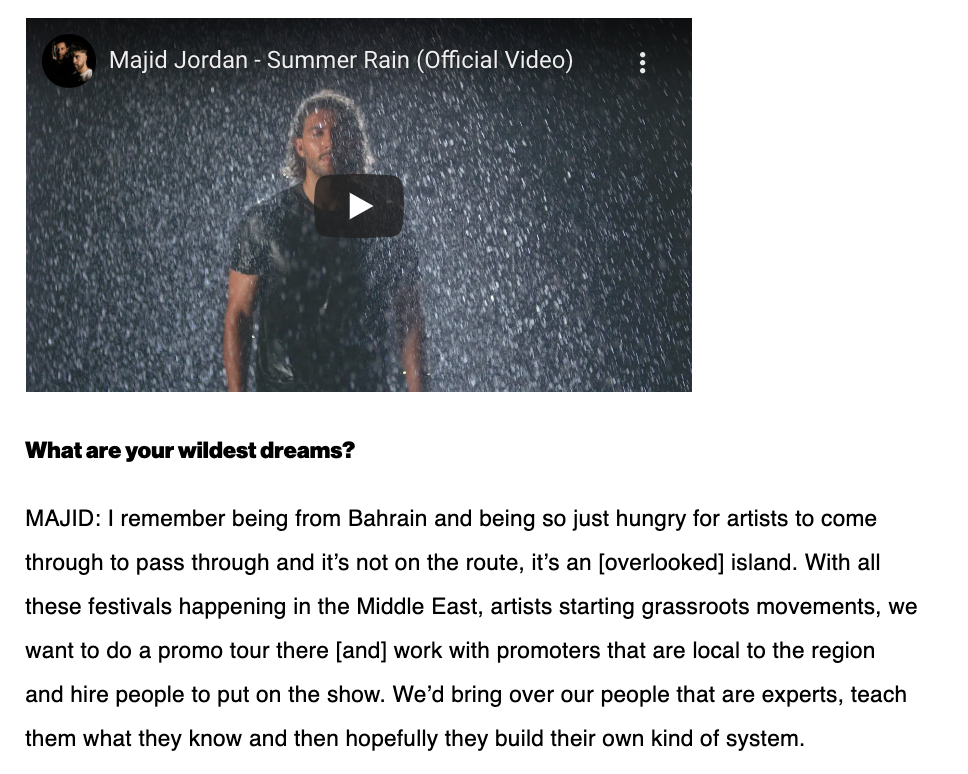 Majid Jordan - Summer Rain (Official Video)
What are your wildest dreams?
MAJID: I remember being from Bahrain and being so just hungry for artists to come
through to pass through and it’s not on the route, it’s an [overlooked] island. With all
these festivals happening in the Middle East, artists starting grassroots movements, we
want to do a promo tour there [and] work with promoters that are local to the region
and hire people to put on the show. We’d bring over our people that are experts, teach
them what they know and then hopefully they build their own kind of system.